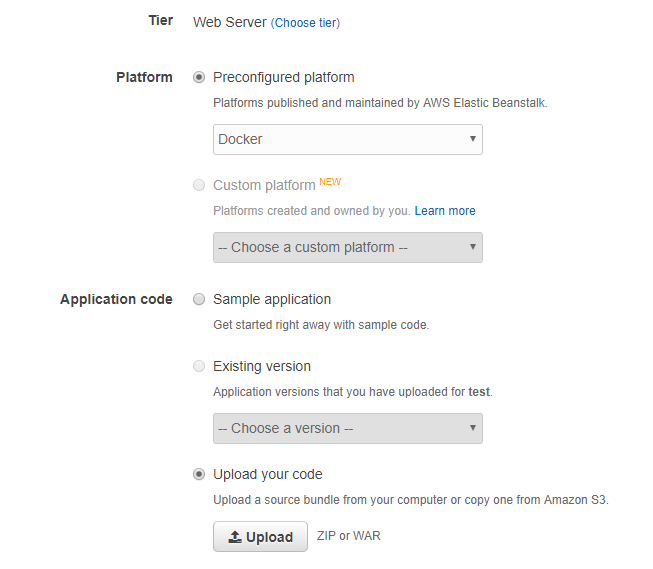 Tier Web Server (Choose tier)
Platform Preconfigured platform
Platforms published and maintained by AWS Elastic Beanstalk.
Docker
Custom platform NEW
Platforms created and owned by you. Learn more
-- Choose a custom platform --
Application code Sample application
Get started right away with sample code.
Existing version
Application versions that you have uploaded for test.
-- Choose a version --
Upload your code
Upload a source bundle from your computer or copy one from Amazon S3.
Upload ZIP or WAR